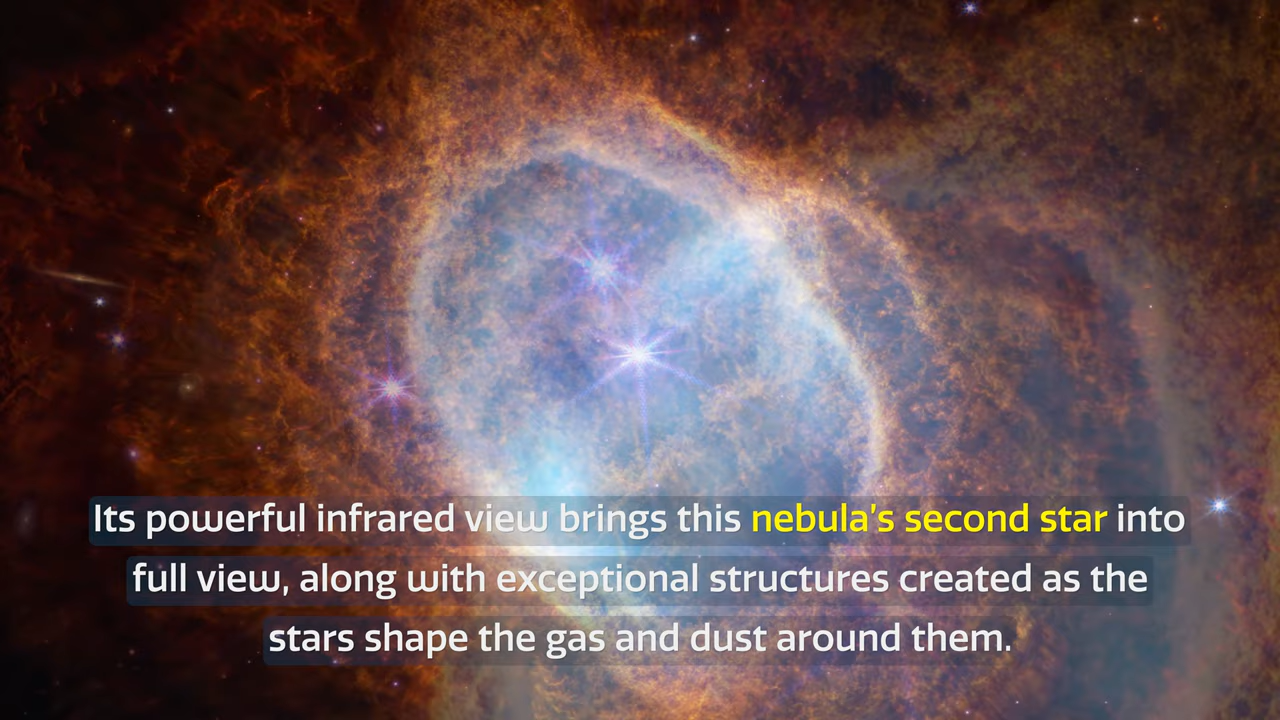 Its powerful infrared view brings this nebula's second star into
full view, along with exceptional structures created as the
stars shape the gas and dust around them.